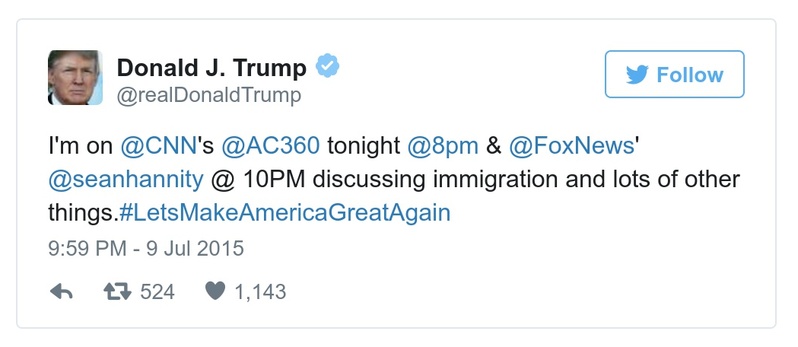 Donald J. Trump
@realDonaldTrump
Follow
I'm on @CNN's @AC360 tonight @8pm & @FoxNews'
@seanhannity @ 10PM discussing immigration and lots of other
things.#LetsMakeAmericaGreatAgain
9:59 PM - 9 Jul 2015
524 1,143